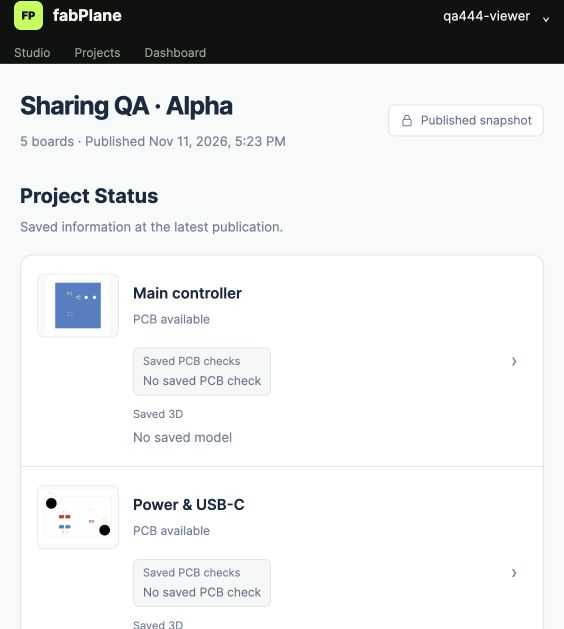 FP fabPlane
qa444-viewer
Studio Projects Dashboard
Sharing QA · Alpha
5 boards · Published Nov 11, 2026, 5:23 PM
Published snapshot
Project Status
Saved information at the latest publication.
Main controller
PCB available
Saved PCB checks
No saved PCB check
Saved 3D
No saved model
Power & USB-C
PCB available
Saved PCB checks
No saved PCB check
Saved 3D